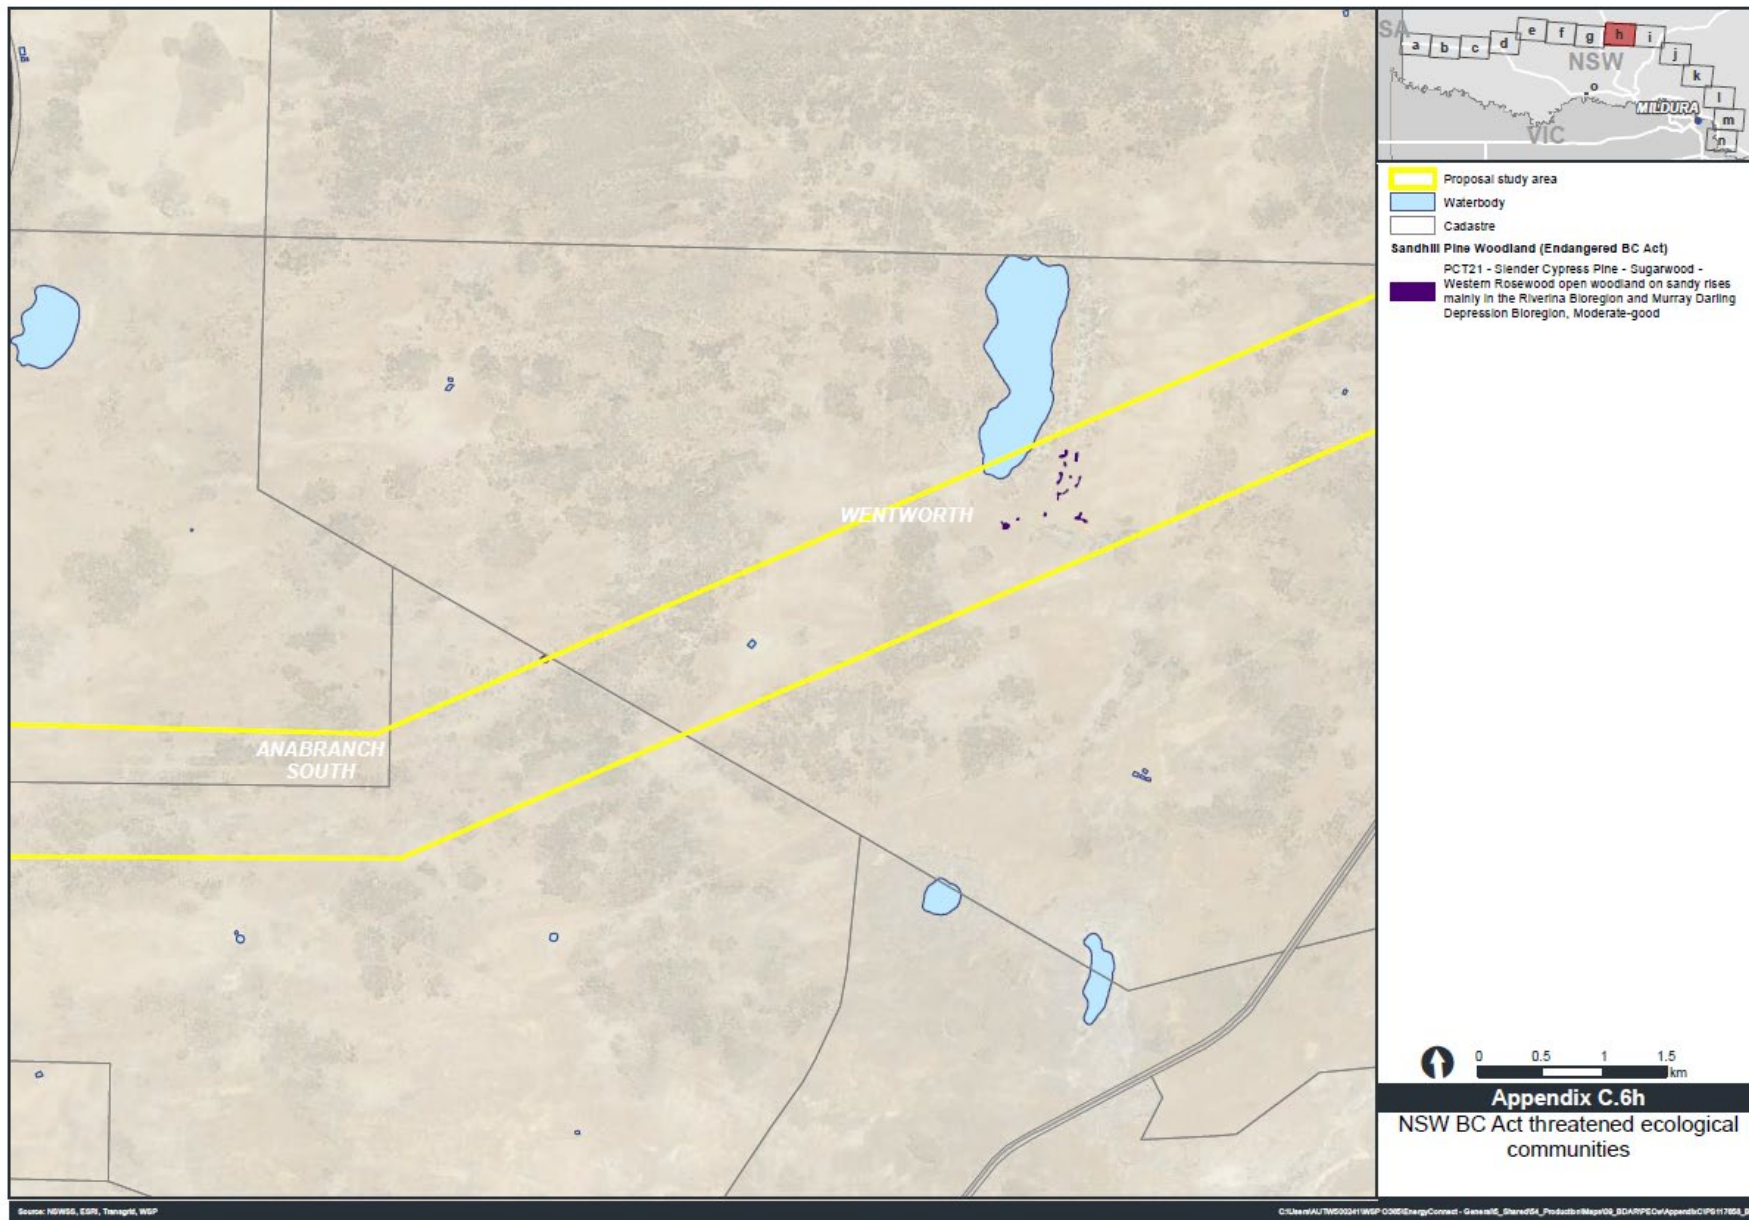 SA
a
b
c
d
e
f
g
h
i
j
k
l
m
n
o
NSW
MILDURA
VIC
Proposal study area
Waterbody
Cadastre
Sandhill Pine Woodland (Endangered BC Act)
PCT21 - Slender Cypress Pine - Sugarwood -
Western Rosewood open woodland on sandy rises
mainly in the Riverina Bioregion and Murray Darling
Depression Bioregion, Moderate-good
WENTWORTH
ANABRANCH
SOUTH
0 0.5 1 1.5
km
Appendix C.6h
NSW BC Act threatened ecological
communities
Source: NSWSS, ESRI, Transgrid, WSP